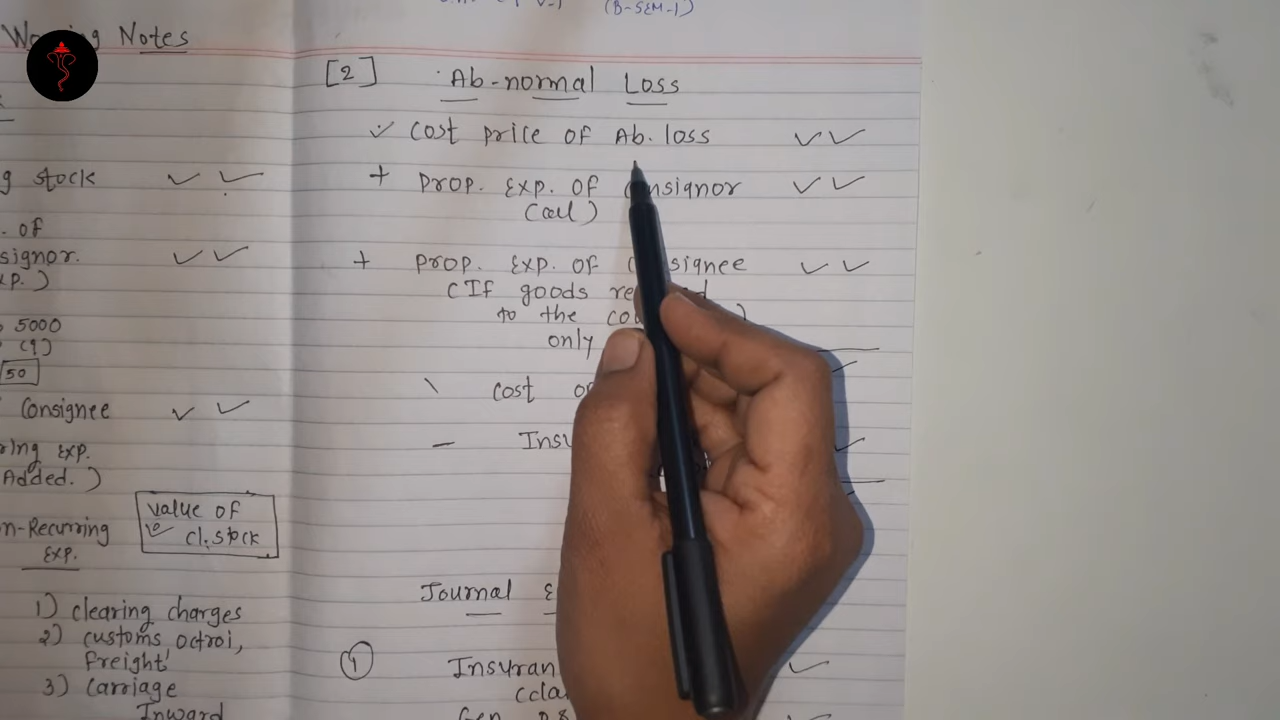 Working Notes
g stock
. of
signor.
xp.)
5000
(9)
50
consignee
ring Exp.
Added.)
n-Recurring
Exp.
value of
cl. stock
1) clearing charges
2) customs, octroi,
freight
3) carriage
Inward
(B-SEM-1)
[2] Ab-normal Loss
cost price of Ab. loss
+ prop. Exp. of consignor
(all)
+ prop. Exp. of consignee
(If goods
to the
only
cost
- Insu
Journal
(1) Insuran